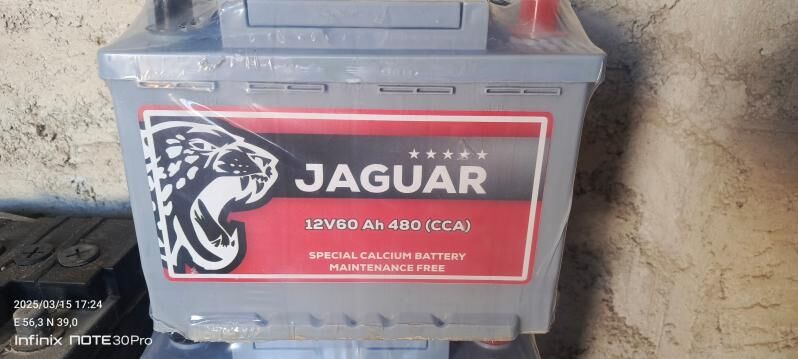 JAGUAR
12V60 Ah 480 (CCA)
SPECIAL CALCIUM BATTERY
MAINTENANCE FREE
2025/03/15 17:24
E 56,3 N 39,0
Infinix NOTE30Pro